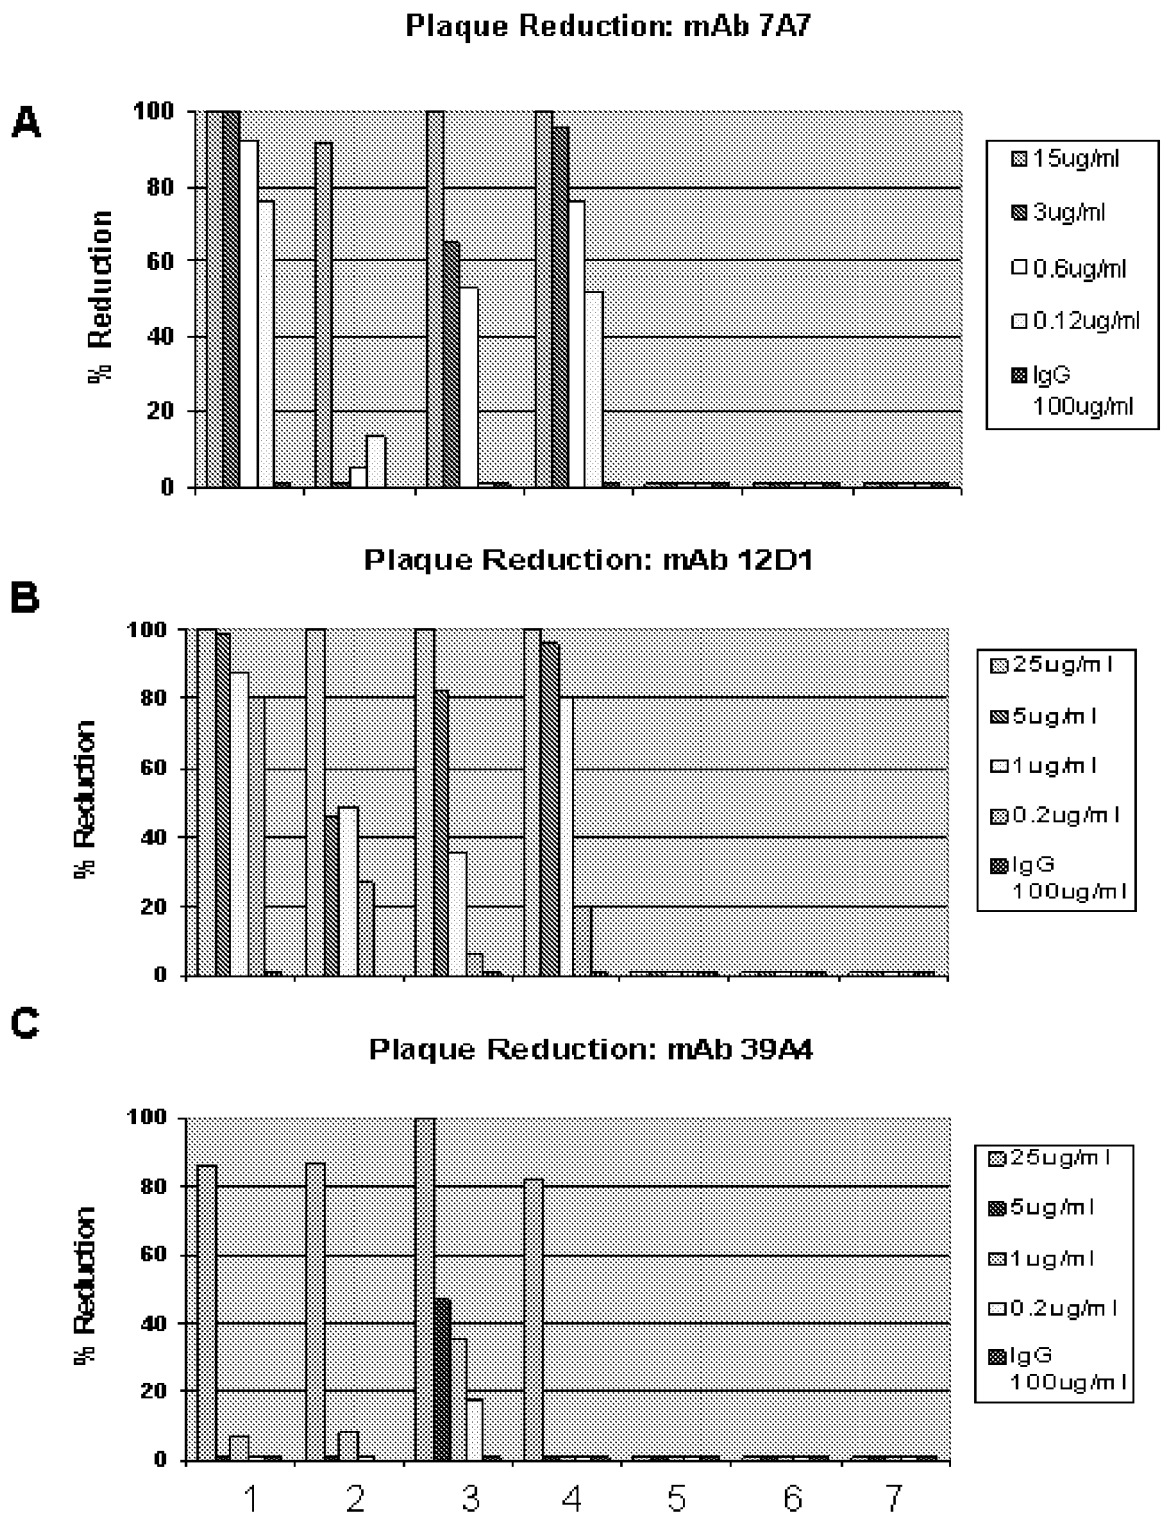 Plaque Reduction: mAb 7A7
A
% Reduction
100
80
60
40
20
0
15ug/ml
3ug/ml
0.6ug/ml
0.12ug/ml
IgG
100ug/ml
Plaque Reduction: mAb 12D1
B
% Reduction
100
80
60
40
20
0
25ug/ml
5ug/ml
1ug/ml
0.2ug/ml
IgG
100ug/ml
C
Plaque Reduction: mAb 39A4
% Reduction
100
80
60
40
20
0
25ug/ml
5ug/ml
1ug/ml
0.2ug/ml
IgG
100ug/ml
1 2 3 4 5 6 7